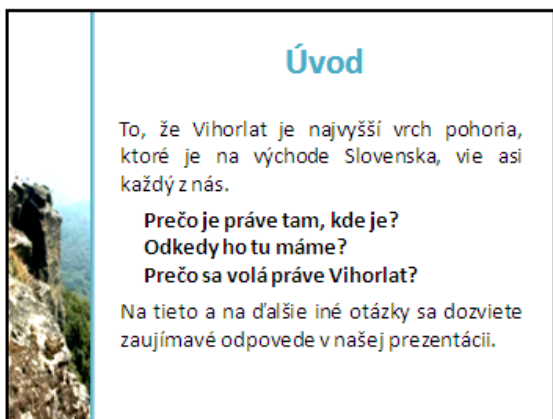 Úvod
To, že Vihorlat je najvyšší vrch pohoria,
ktoré je na východe Slovenska, vie asi
každý z nás.
Prečo je práve tam, kde je?
Odkedy ho tu máme?
Prečo sa volá práve Vihorlat?
Na tieto a na ďalšie iné otázky sa dozviete
zaujímavé odpovede v našej prezentácii.